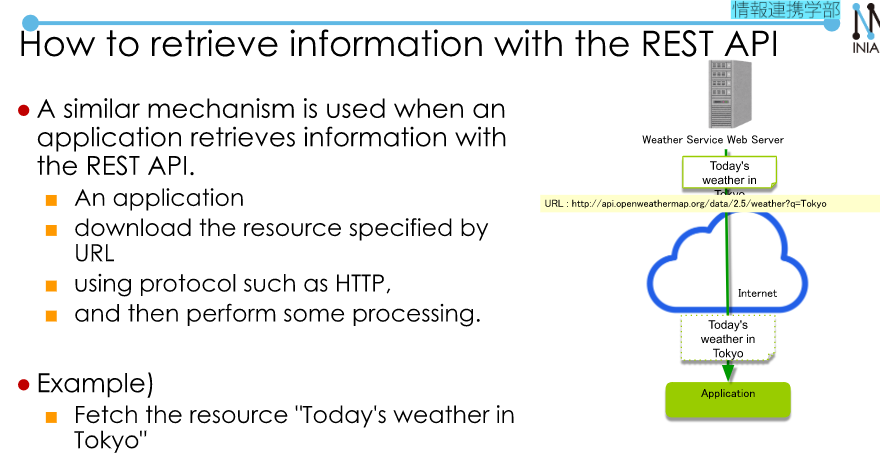 情報連携学部
How to retrieve information with the REST API
INIA
● A similar mechanism is used when an
application retrieves information with
the REST API.
■ An application
■ download the resource specified by
URL
■ using protocol such as HTTP,
■ and then perform some processing.
● Example)
■ Fetch the resource "Today's weather in
Tokyo"
Weather Service Web Server
Today's
weather in
Tokyo
URL : http://api.openweathermap.org/data/2.5/weather?q=Tokyo
Internet
Today's
weather in
Tokyo
Application